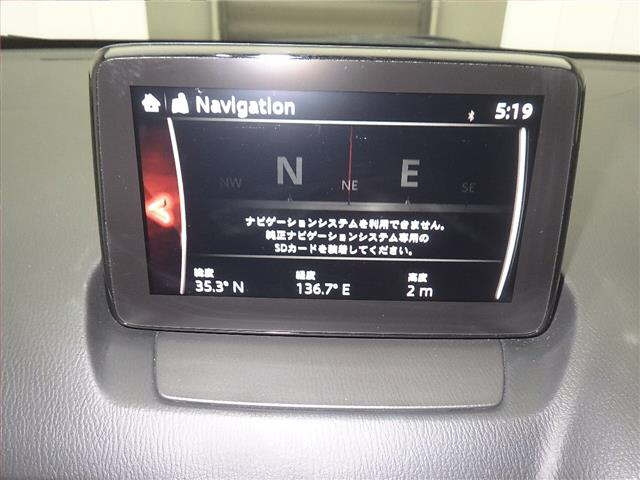 Navigation
5:19
NW N NE E SE
ナビゲーションシステムを利用できません。
純正ナビゲーションシステム専用の
SDカードを装着してください。
緯度 経度 高度
35.3° N 136.7° E 2 m